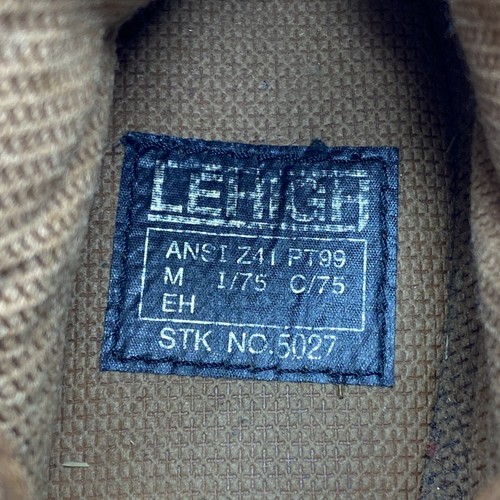 LEHIGH
ANSI Z41 PT99
M I/75 C/75
EH
STK NO.5027